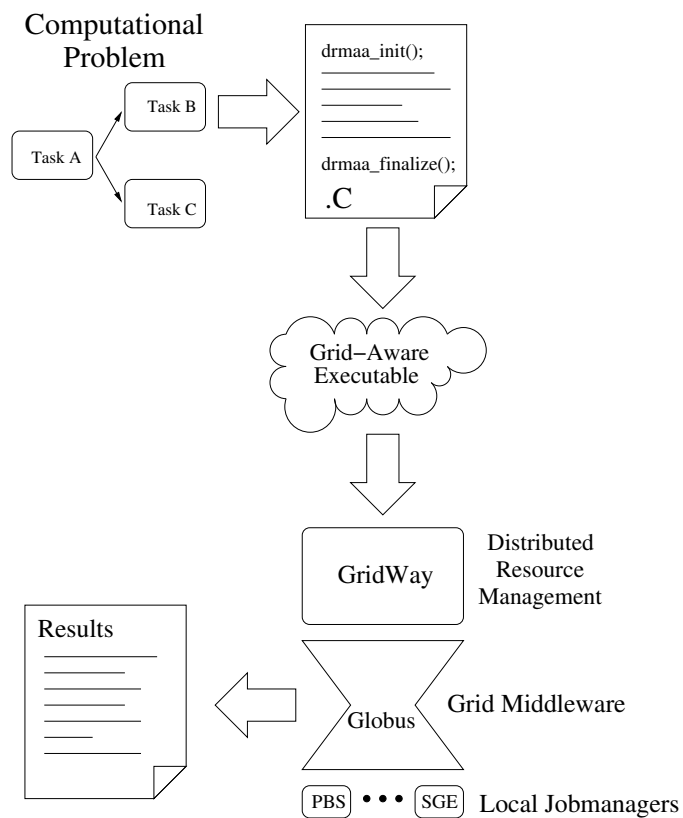 Computational
Problem
Task A
Task B
Task C
drmaa_init();
drmaa_finalize();
.C
Grid−Aware
Executable
GridWay
Distributed
Resource
Management
Results
Globus
Grid Middleware
PBS
SGE
Local Jobmanagers